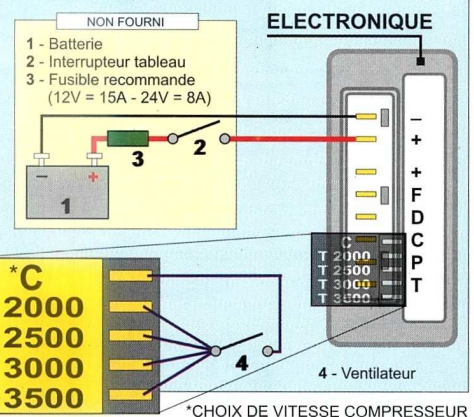 NON FOURNI
1 - Batterie
2 - Interrupteur tableau
3 - Fusible recommande
(12V = 15A - 24V = 8A)
ELECTRONIQUE
3
2
- +
1
–
+
+
F
D
C
P
T
C
T 2000
T 2500
T 3000
T 3500
*C
2000
2500
3000
3500
4
4 - Ventilateur
*CHOIX DE VITESSE COMPRESSEUR